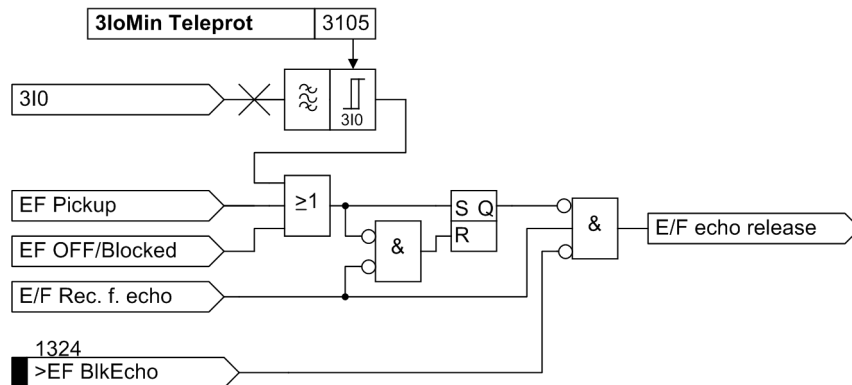 3IoMin Teleprot 3105
3I0
3I0
EF Pickup
≥1
S Q
&
E/F echo release
R
&
EF OFF/Blocked
E/F Rec. f. echo
1324
>EF BlkEcho